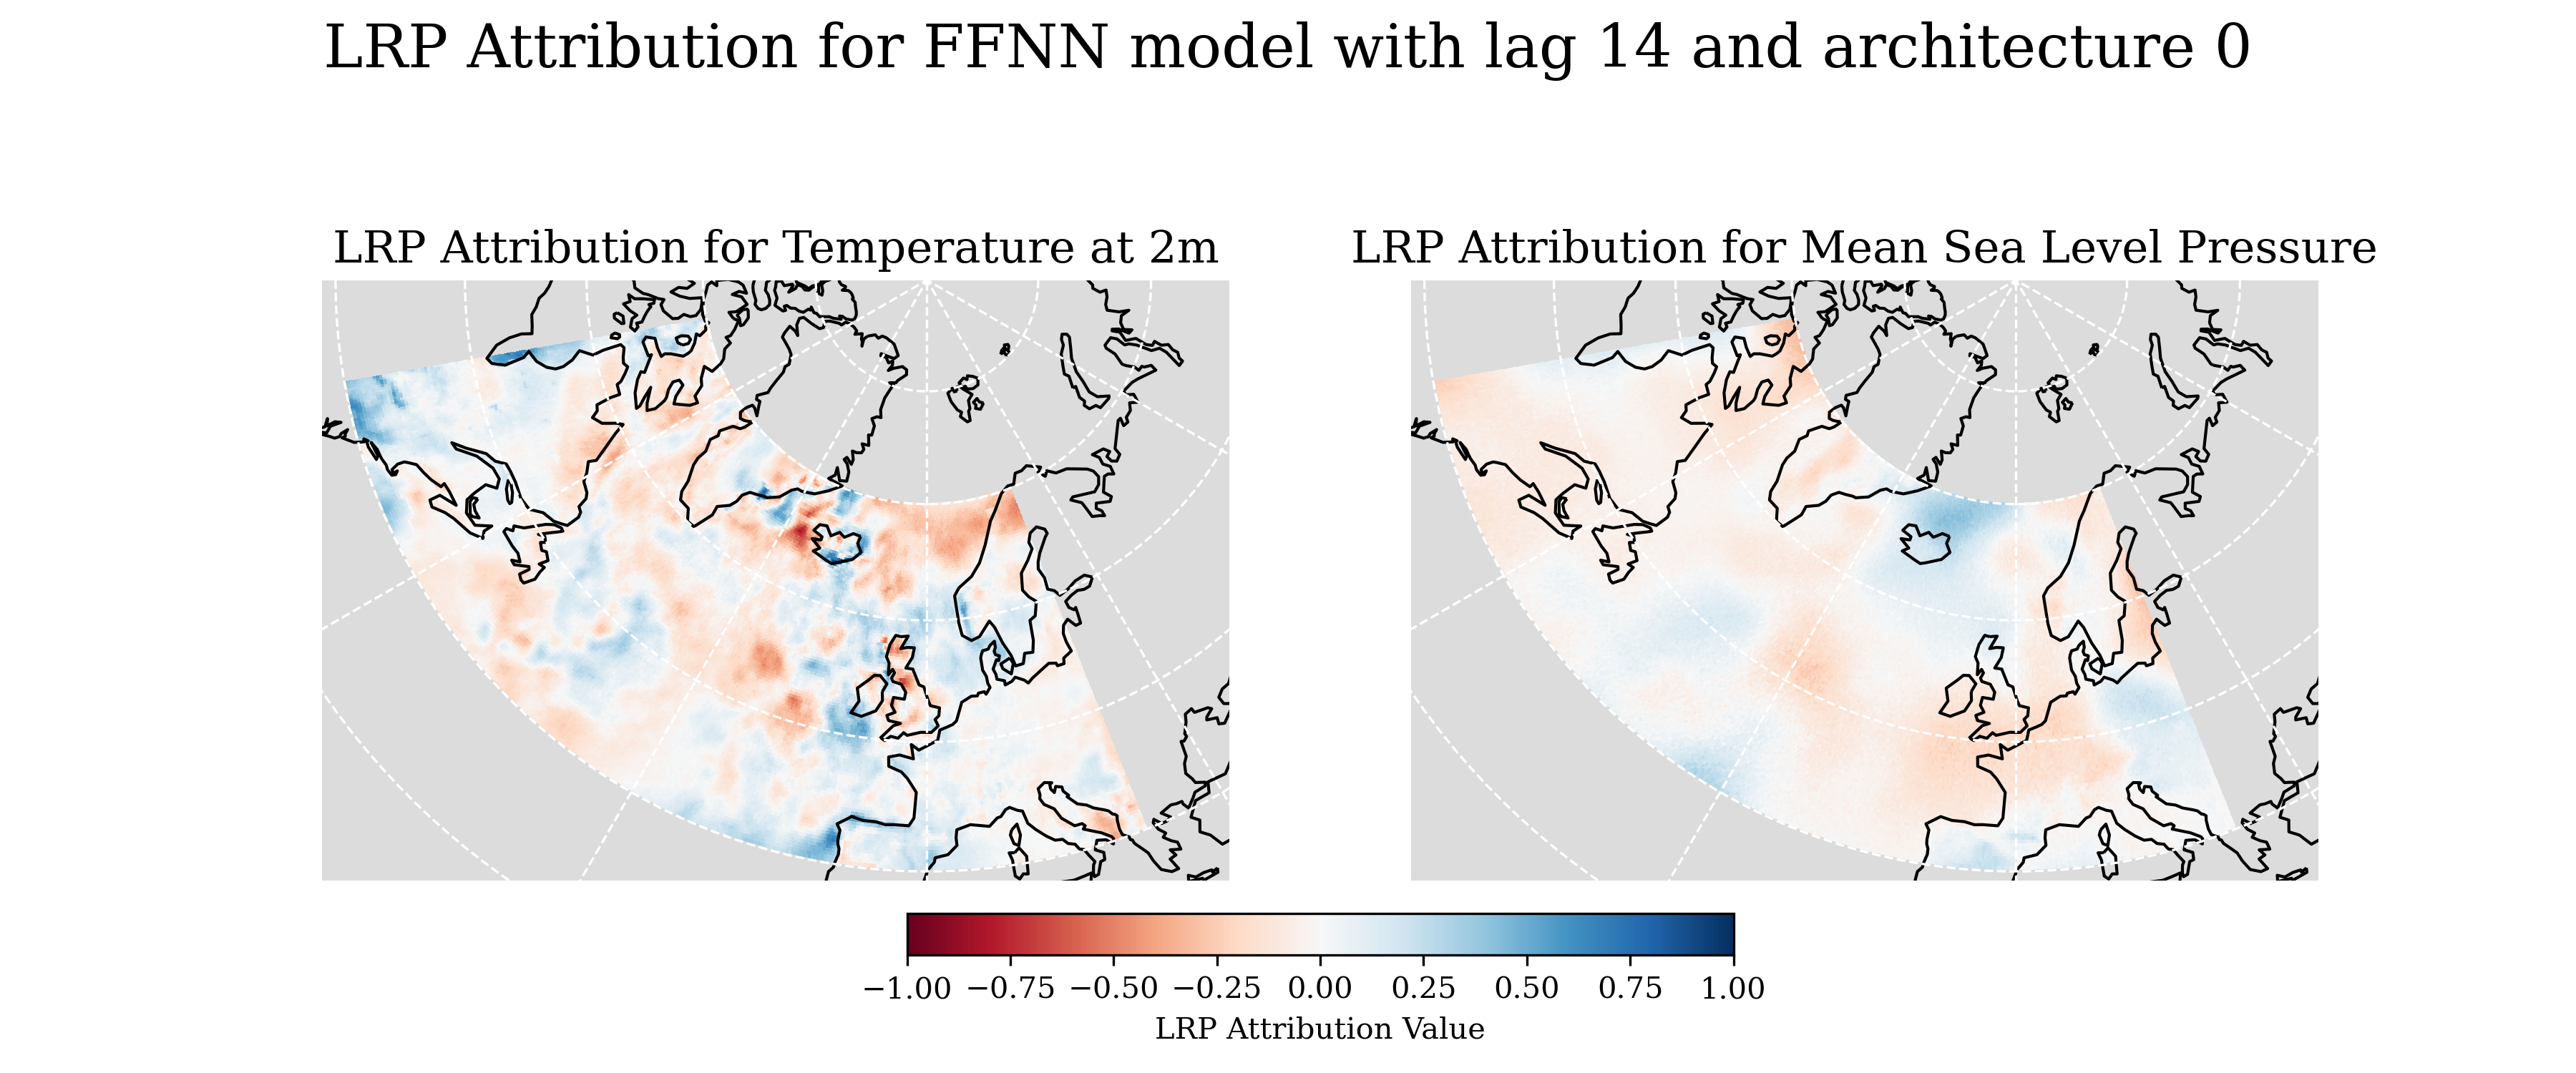 LRP Attribution for FFNN model with lag 14 and architecture 0
LRP Attribution for Temperature at 2m
LRP Attribution for Mean Sea Level Pressure
−1.00 −0.75 −0.50 −0.25 0.00 0.25 0.50 0.75 1.00
LRP Attribution Value